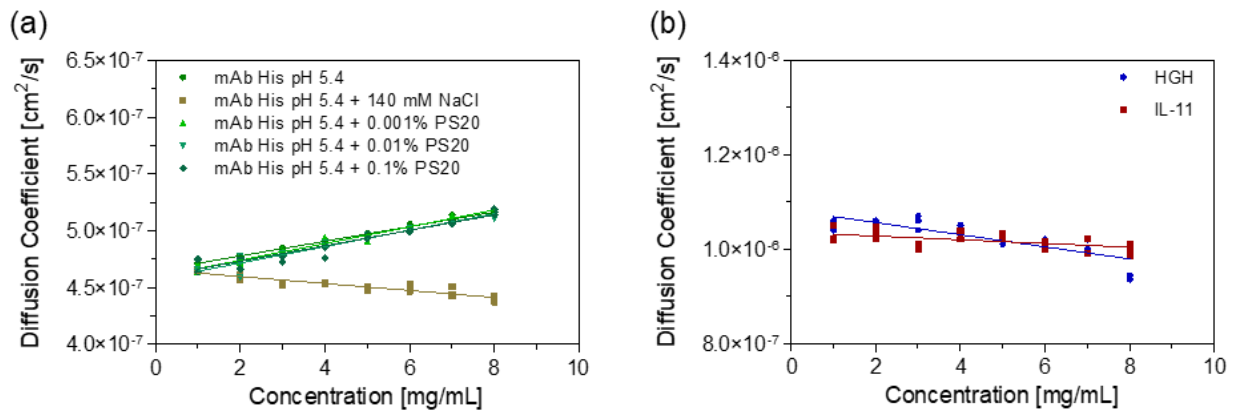 (a)
Diffusion Coefficient [cm²/s]
6.5×10⁻⁷
6.0×10⁻⁷
5.5×10⁻⁷
5.0×10⁻⁷
4.5×10⁻⁷
4.0×10⁻⁷
mAb His pH 5.4
mAb His pH 5.4 + 140 mM NaCl
mAb His pH 5.4 + 0.001% PS20
mAb His pH 5.4 + 0.01% PS20
mAb His pH 5.4 + 0.1% PS20
0 2 4 6 8 10
Concentration [mg/mL]
(b)
Diffusion Coefficient [cm²/s]
1.4×10⁻⁶
1.2×10⁻⁶
1.0×10⁻⁶
8.0×10⁻⁷
HGH
IL-11
0 2 4 6 8 10
Concentration [mg/mL]